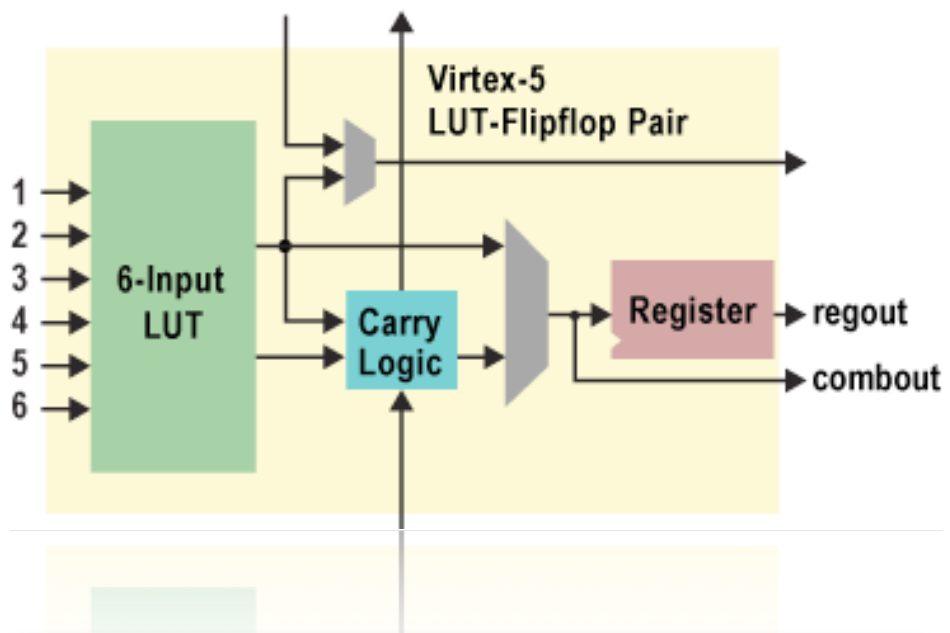 Virtex-5
LUT-Flipflop Pair
1
2
3
4
5
6
6-Input
LUT
Carry
Logic
Register
regout
combout